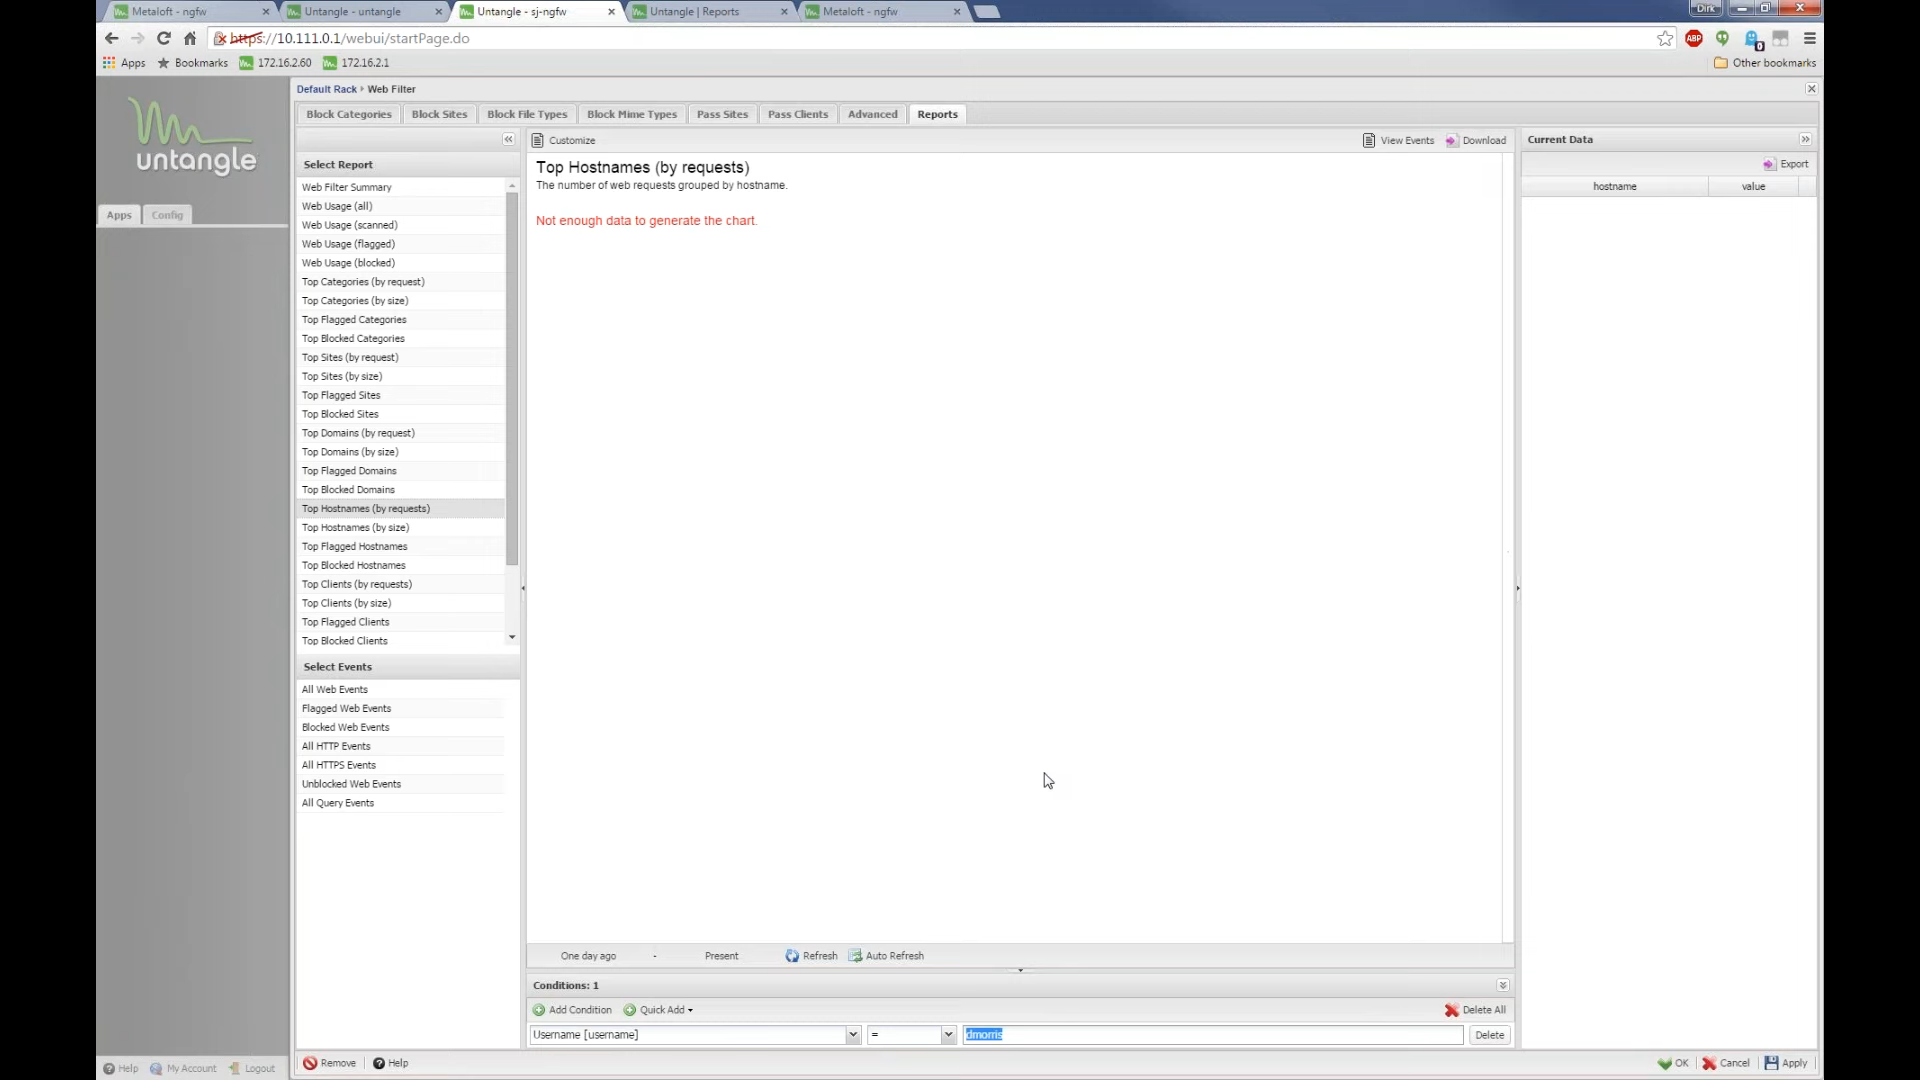 Metaloft - ngfw
Untangle - untangle
Untangle - sj-ngfw
Untangle | Reports
Metaloft - ngfw
Dirk
https://10.111.0.1/webui/startPage.do
ABP
0
Apps
Bookmarks
172.16.2.60
172.16.2.1
Other bookmarks
untangle
Apps
Config
Default Rack
Web Filter
Block Categories
Block Sites
Block File Types
Block Mime Types
Pass Sites
Pass Clients
Advanced
Reports
Select Report
Web Filter Summary
Web Usage (all)
Web Usage (scanned)
Web Usage (flagged)
Web Usage (blocked)
Top Categories (by request)
Top Categories (by size)
Top Flagged Categories
Top Blocked Categories
Top Sites (by request)
Top Sites (by size)
Top Flagged Sites
Top Blocked Sites
Top Domains (by request)
Top Domains (by size)
Top Flagged Domains
Top Blocked Domains
Top Hostnames (by requests)
Top Hostnames (by size)
Top Flagged Hostnames
Top Blocked Hostnames
Top Clients (by requests)
Top Clients (by size)
Top Flagged Clients
Top Blocked Clients
Select Events
All Web Events
Flagged Web Events
Blocked Web Events
All HTTP Events
All HTTPS Events
Unblocked Web Events
All Query Events
Customize
View Events
Download
Top Hostnames (by requests)
The number of web requests grouped by hostname.
Not enough data to generate the chart.
One day ago
-
Present
Refresh
Auto Refresh
Conditions: 1
Add Condition
Quick Add
Delete All
Username [username]
=
dmorris
Delete
Current Data
Export
hostname
value
Help
My Account
Logout
Remove
Help
OK
Cancel
Apply